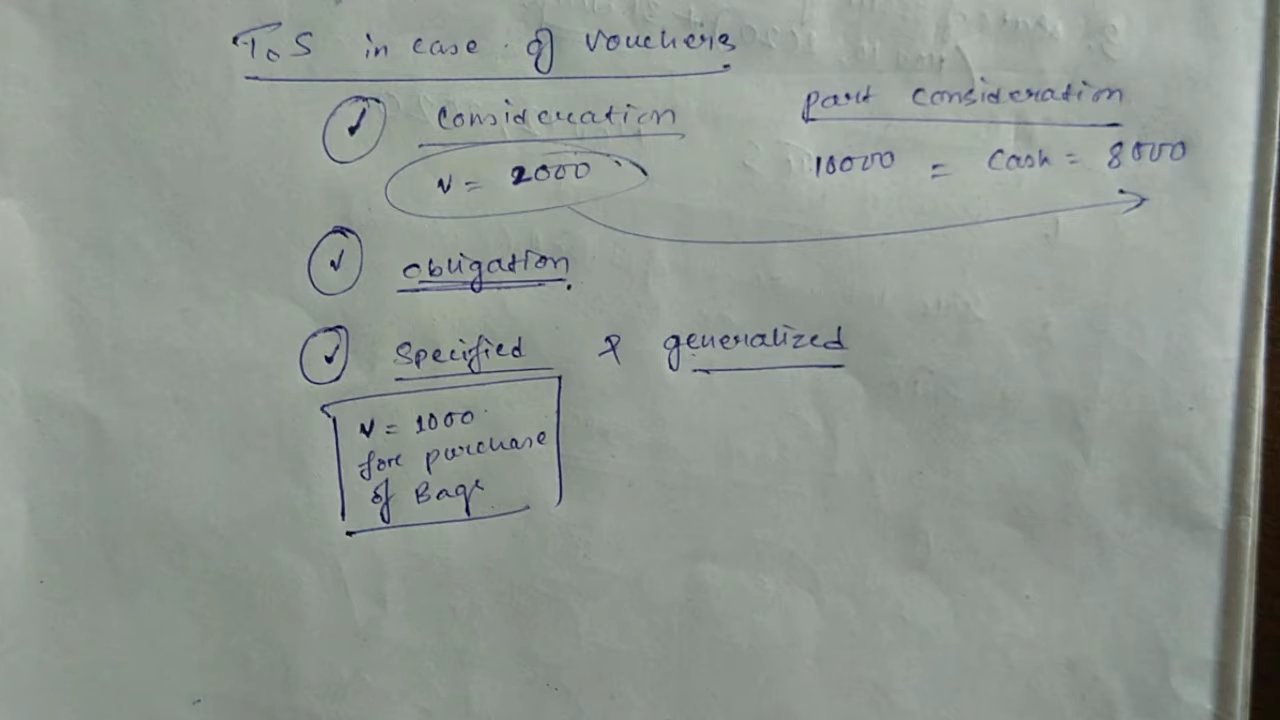 ToS in case of vouchers
Consideration
V = 2000
part consideration
10000 = Cash = 8000
obligation.
Specified & generalized
V = 1000
for purchase
of Bags